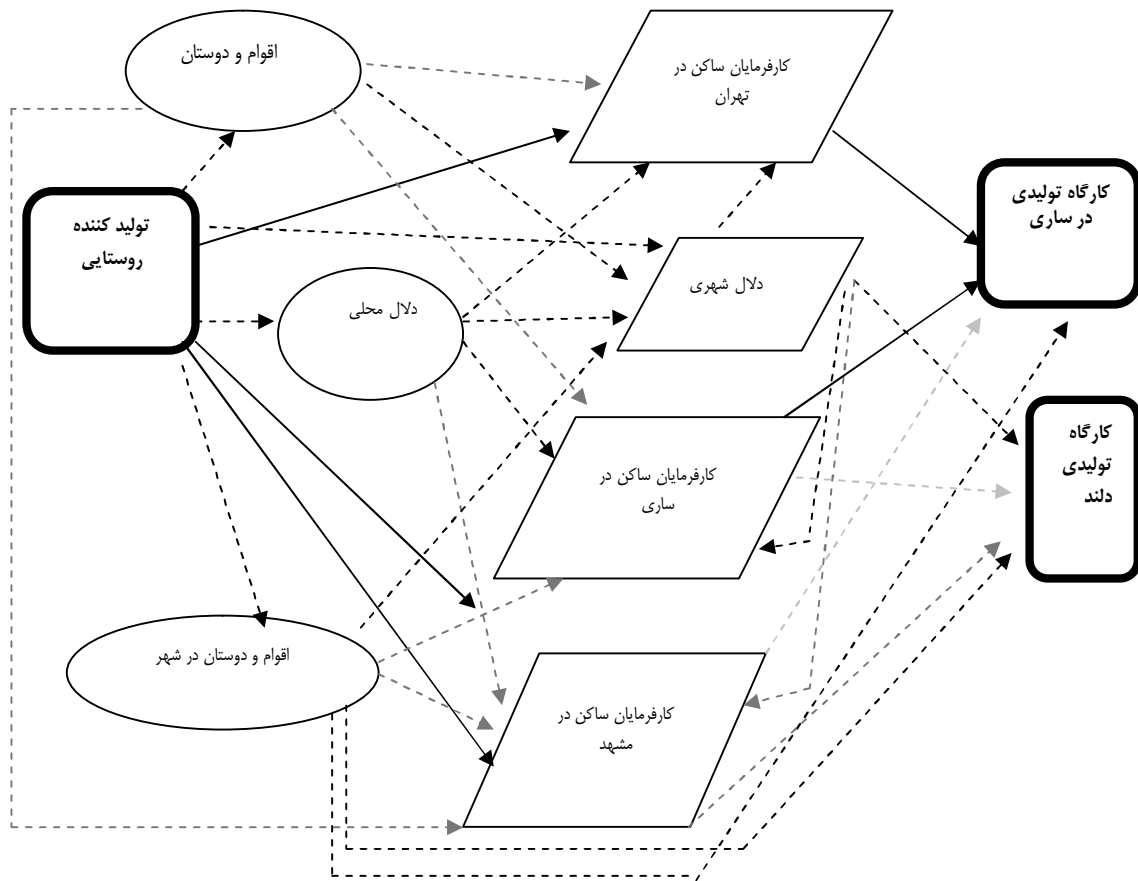 اقوام و دوستان
کارفرمایان ساکن در
تهران
کارگاه تولیدی
در ساری
تولید کننده
روستایی
دلال شهری
دلال محلی
کارگاه
تولیدی
دلند
کارفرمایان ساکن در
ساری
اقوام و دوستان در شهر
کارفرمایان ساکن در
مشهد